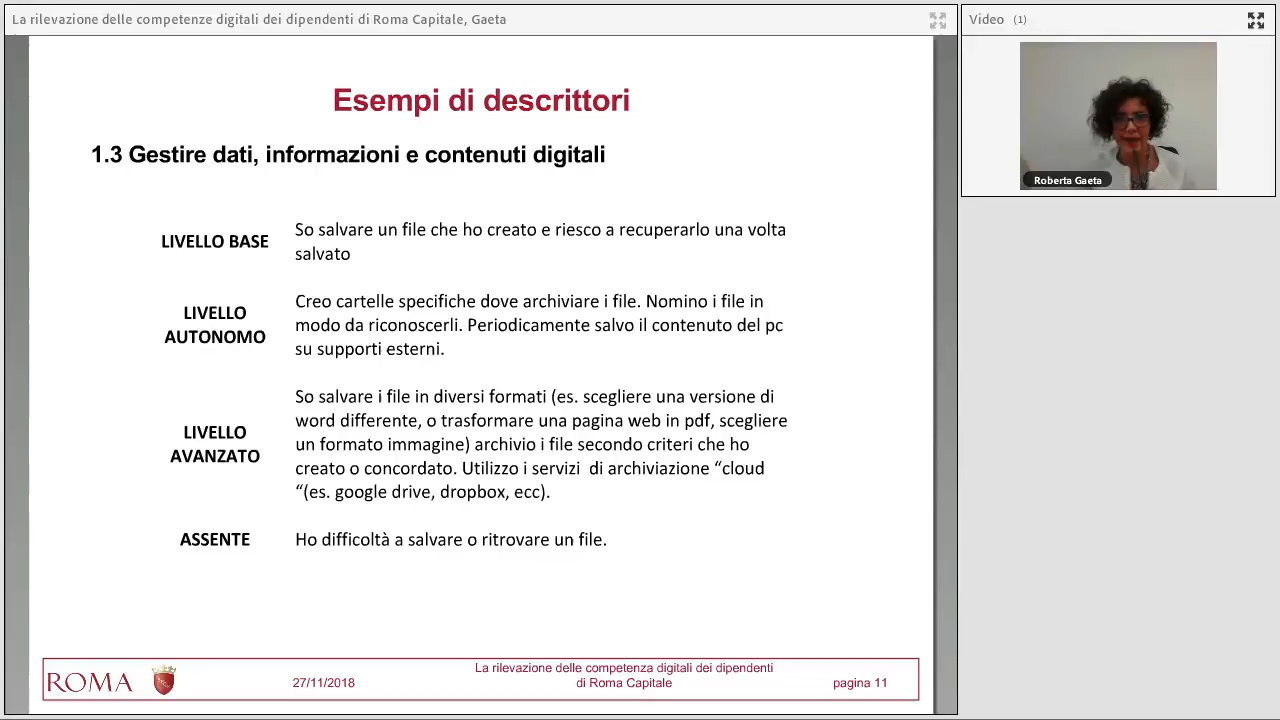 La rilevazione delle competenze digitali dei dipendenti di Roma Capitale, Gaeta
Video (1)
Roberta Gaeta
Esempi di descrittori
1.3 Gestire dati, informazioni e contenuti digitali
LIVELLO BASE
So salvare un file che ho creato e riesco a recuperarlo una volta
salvato
LIVELLO
AUTONOMO
Creo cartelle specifiche dove archiviare i file. Nomino i file in
modo da riconoscerli. Periodicamente salvo il contenuto del pc
su supporti esterni.
LIVELLO
AVANZATO
So salvare i file in diversi formati (es. scegliere una versione di
word differente, o trasformare una pagina web in pdf, scegliere
un formato immagine) archivio i file secondo criteri che ho
creato o concordato. Utilizzo i servizi  di archiviazione “cloud
“(es. google drive, dropbox, ecc).
ASSENTE
Ho difficoltà a salvare o ritrovare un file.
ROMA
27/11/2018
La rilevazione delle competenza digitali dei dipendenti
di Roma Capitale
pagina 11